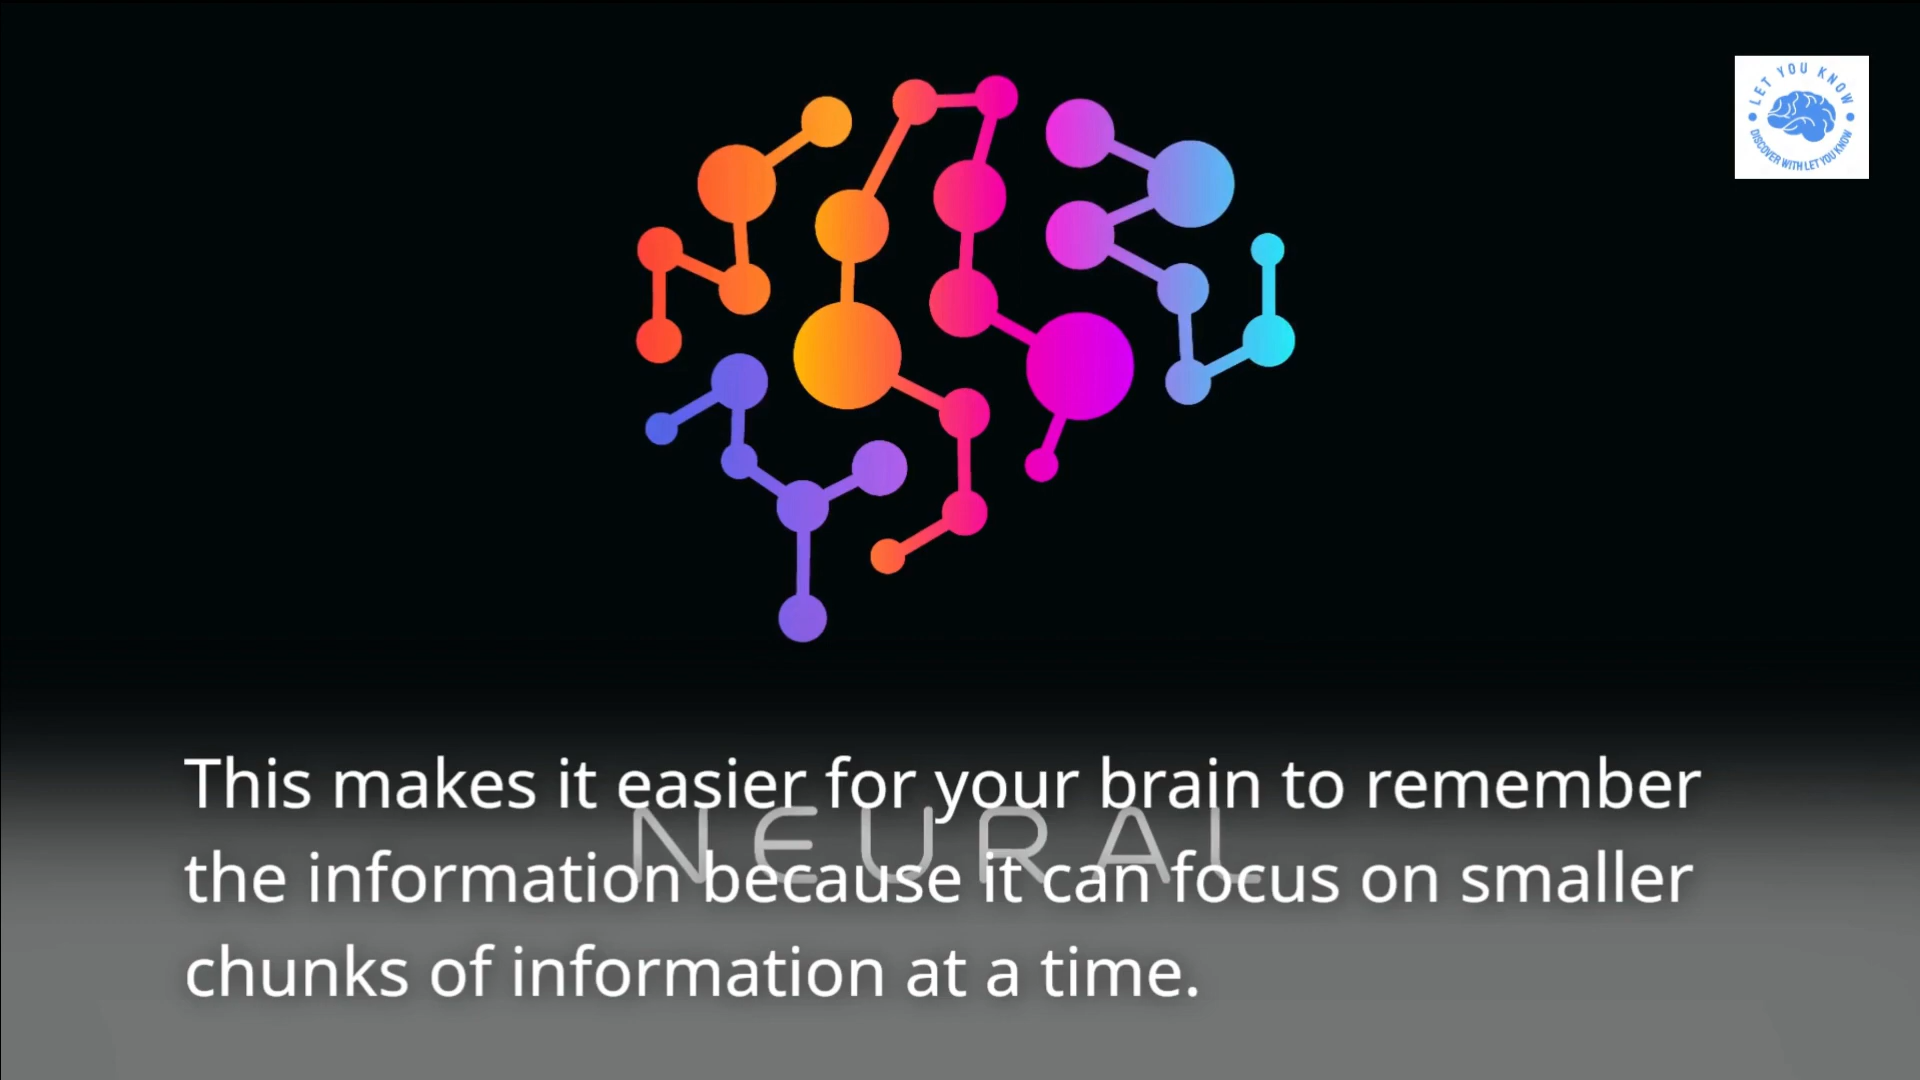 LET YOU KNOW
DISCOVER WITH LET YOU KNOW
This makes it easier for your brain to remember
NEURAL
the information because it can focus on smaller
chunks of information at a time.